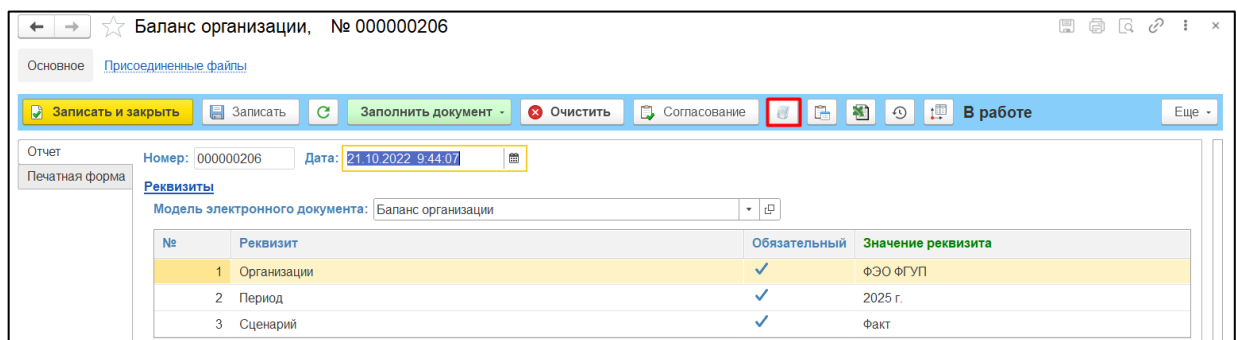 Баланс организации, № 000000206
Основное Присоединенные файлы
Записать и закрыть Записать Заполнить документ Очистить Согласование В работе Еще
Отчет
Печатная форма
Номер: 000000206 Дата: 21.10.2022 9:44:07
Реквизиты
Модель электронного документа: Баланс организации
№ Реквизит Обязательный Значение реквизита
1 Организации ФЭО ФГУП
2 Период 2025 г.
3 Сценарий Факт